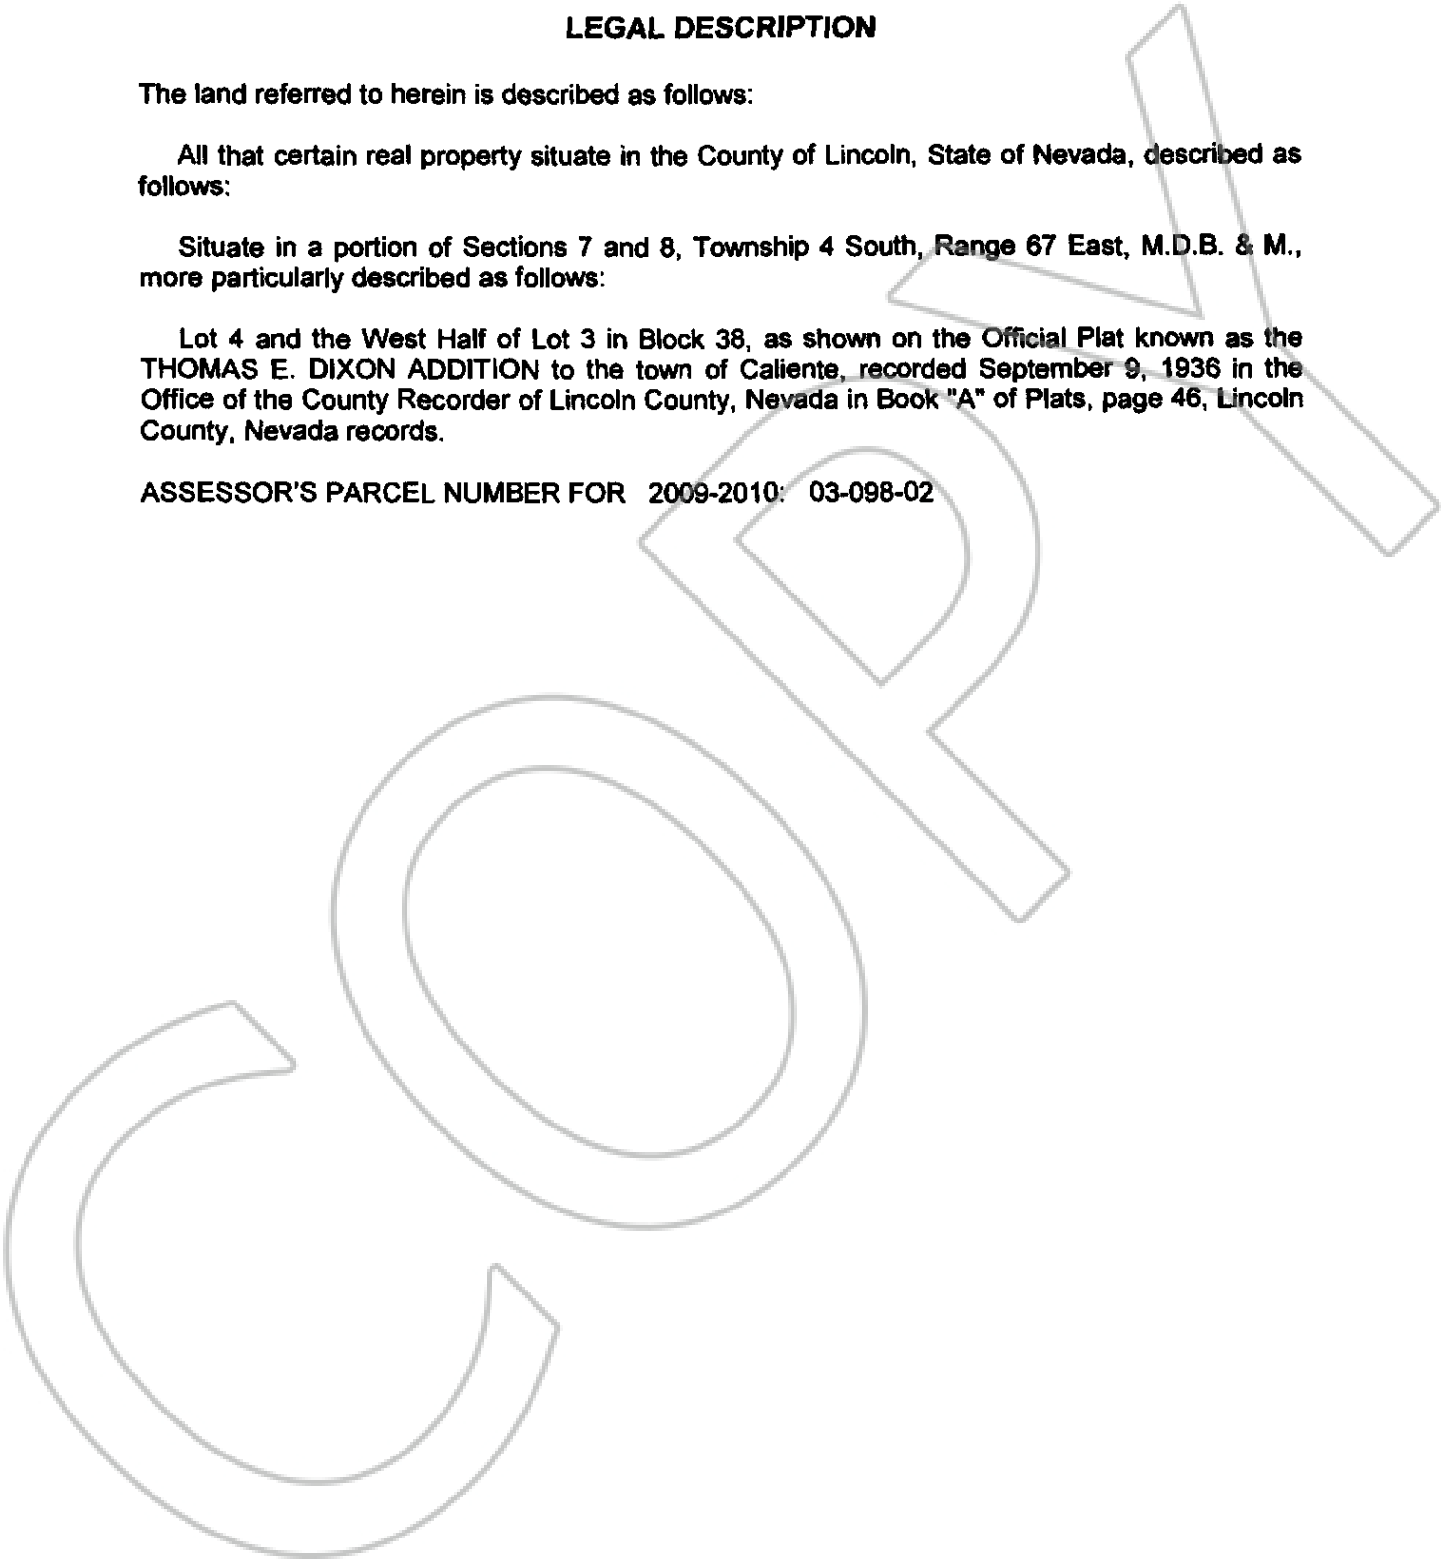 LEGAL DESCRIPTION
The land referred to herein is described as follows:
All that certain real property situate in the County of Lincoln, State of Nevada, described as
follows:
Situate in a portion of Sections 7 and 8, Township 4 South, Range 67 East, M.D.B. & M.,
more particularly described as follows:
Lot 4 and the West Half of Lot 3 in Block 38, as shown on the Official Plat known as the
THOMAS E. DIXON ADDITION to the town of Caliente, recorded September 9, 1936 in the
Office of the County Recorder of Lincoln County, Nevada in Book "A" of Plats, page 46, Lincoln
County, Nevada records.
ASSESSOR'S PARCEL NUMBER FOR 2009-2010: 03-098-02
COPY